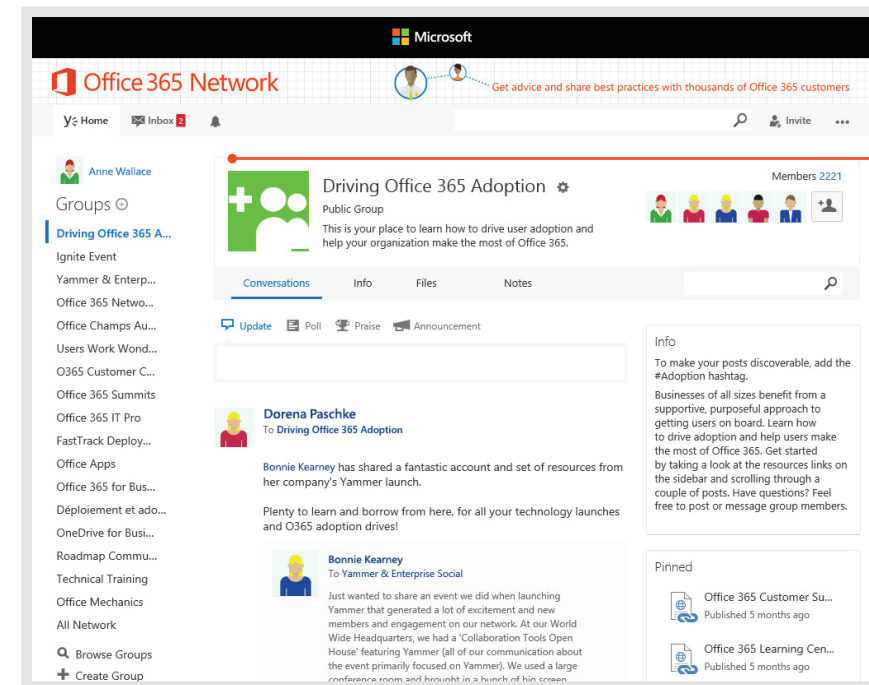 Microsoft
Office 365 Network
Get advice and share best practices with thousands of Office 365 customers
Home
Inbox 2
Invite
Anne Wallace
Groups
Driving Office 365 A...
Ignite Event
Yammer & Enterp...
Office 365 Netwo...
Office Champs Au...
Users Work Wond...
O365 Customer C...
Office 365 Summits
Office 365 IT Pro
FastTrack Deploy...
Office Apps
Office 365 for Bus...
Déploiement et ado...
OneDrive for Busi...
Roadmap Commu...
Technical Training
Office Mechanics
All Network
Browse Groups
Create Group
Driving Office 365 Adoption
Public Group
This is your place to learn how to drive user adoption and
help your organization make the most of Office 365.
Members 2221
Conversations Info Files Notes
Update Poll Praise Announcement
Dorena Paschke
To Driving Office 365 Adoption
Bonnie Kearney has shared a fantastic account and set of resources from
her company's Yammer launch.
Plenty to learn and borrow from here, for all your technology launches
and O365 adoption drives!
Bonnie Kearney
To Yammer & Enterprise Social
Just wanted to share an event we did when launching
Yammer that generated a lot of excitement and new
members and engagement on our network. At our World
Wide Headquarters, we had a 'Collaboration Tools Open
House' featuring Yammer (all of our communication about
the event primarily focused on Yammer). We used a large
conference room and brought in a bunch of big screen
Info
To make your posts discoverable, add the
#Adoption hashtag.
Businesses of all sizes benefit from a
supportive, purposeful approach to
getting users on board. Learn how
to drive adoption and help users make
the most of Office 365. Get started
by taking a look at the resources links on
the sidebar and scrolling through a
couple of posts. Have questions? Feel
free to post or message group members.
Pinned
Office 365 Customer Su...
Published 5 months ago
Office 365 Learning Cen...
Published 5 months ago